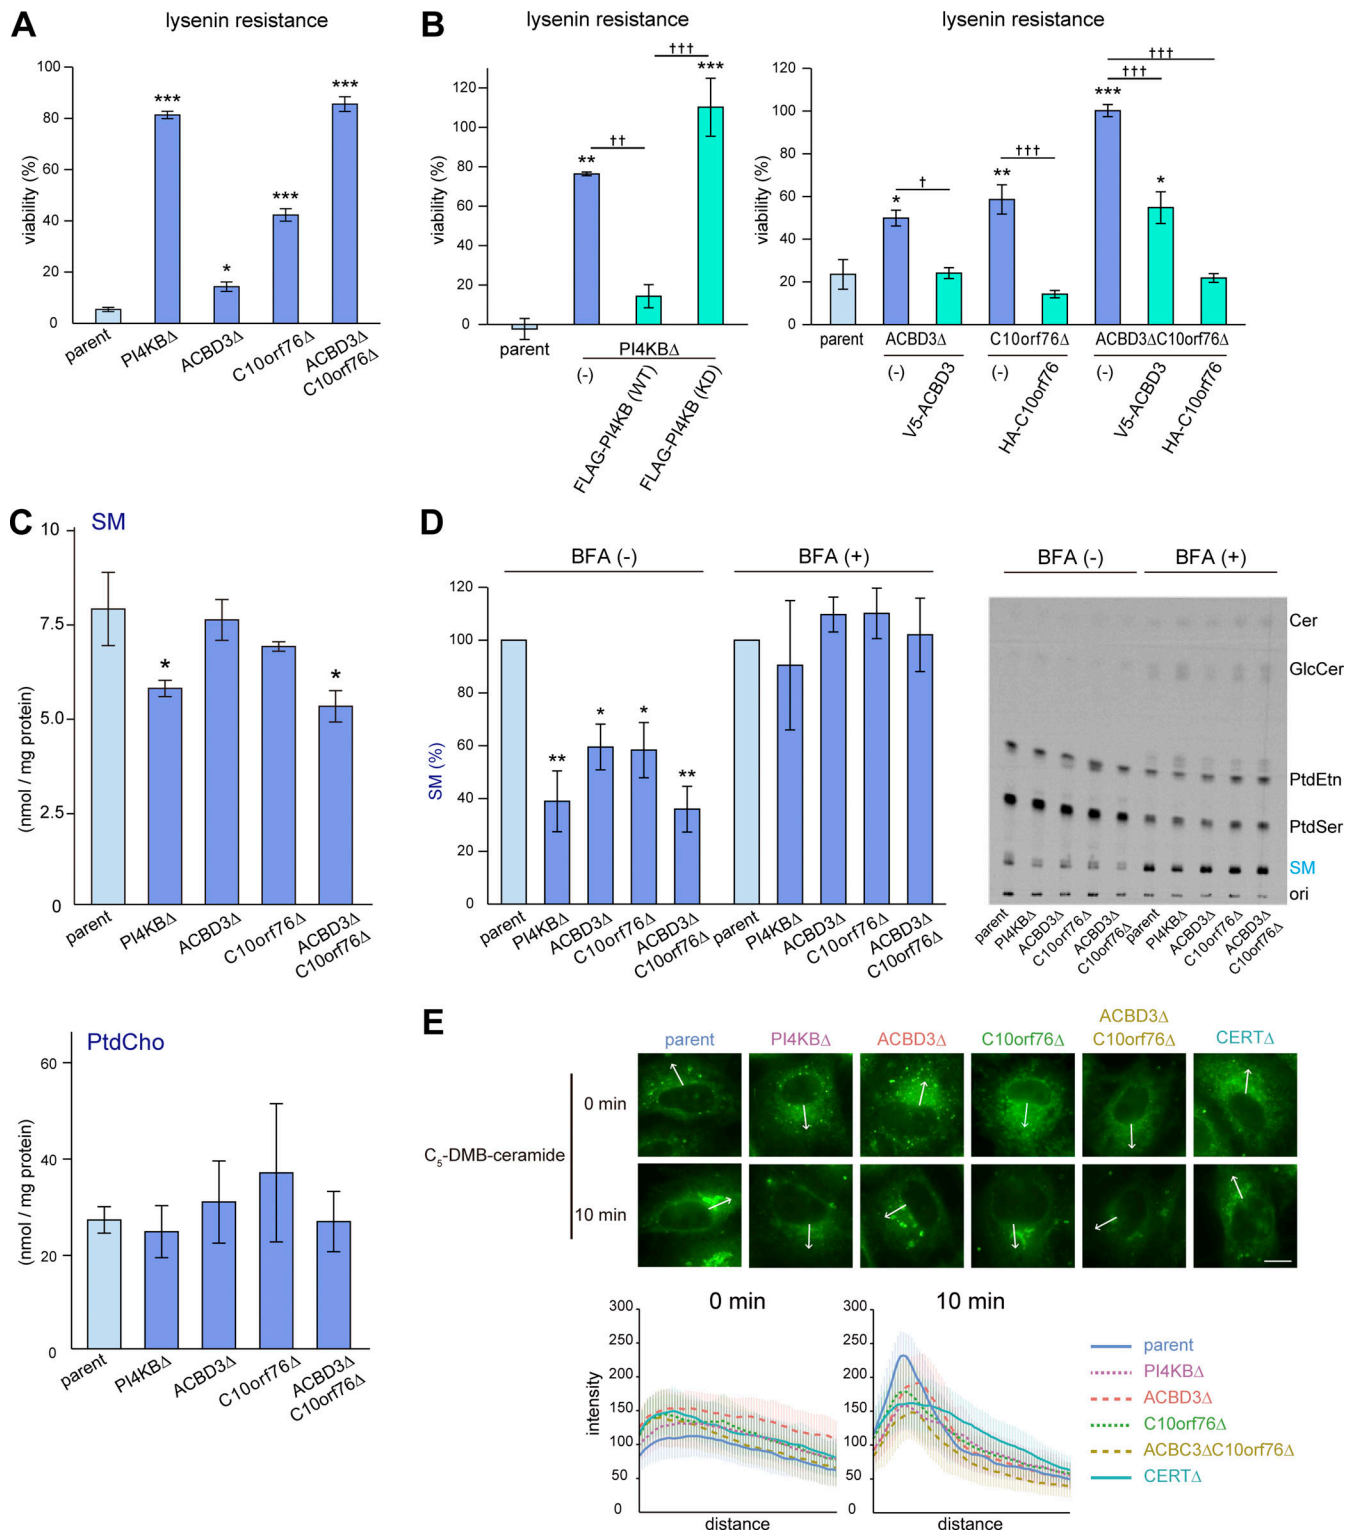 A
lysenin resistance
viability (%)
100
80
60
40
20
0
***
*
***
***
parent
PI4KBΔ
ACBD3Δ
C10orf76Δ
ACBD3Δ
C10orf76Δ
B
lysenin resistance
viability (%)
120
100
80
60
40
20
0
**
††
†††
***
parent
PI4KBΔ
(-)
FLAG-PI4KB (WT)
FLAG-PI4KB (KD)
lysenin resistance
viability (%)
120
100
80
60
40
20
0
*
†
**
†††
***
†††
†††
*
parent
ACBD3Δ
C10orf76Δ
ACBD3ΔC10orf76Δ
(-)
V5-ACBD3
(-)
HA-C10orf76
(-)
V5-ACBD3
HA-C10orf76
C
SM
(nmol / mg protein)
10
7.5
5.0
2.5
0
*
*
parent
PI4KBΔ
ACBD3Δ
C10orf76Δ
ACBD3Δ
C10orf76Δ
PtdCho
(nmol / mg protein)
60
40
20
0
parent
PI4KBΔ
ACBD3Δ
C10orf76Δ
ACBD3Δ
C10orf76Δ
D
BFA (-)
BFA (+)
SM (%)
120
100
80
60
40
20
0
**
*
*
**
parent
PI4KBΔ
ACBD3Δ
C10orf76Δ
ACBD3Δ
C10orf76Δ
parent
PI4KBΔ
ACBD3Δ
C10orf76Δ
ACBD3Δ
C10orf76Δ
BFA (-)
BFA (+)
Cer
GlcCer
PtdEtn
PtdSer
SM
ori
parent
PI4KBΔ
ACBD3Δ
C10orf76Δ
ACBD3Δ
C10orf76Δ
parent
PI4KBΔ
ACBD3Δ
C10orf76Δ
ACBD3Δ
C10orf76Δ
E
parent
PI4KBΔ
ACBD3Δ
C10orf76Δ
ACBD3Δ
C10orf76Δ
CERTΔ
C5-DMB-ceramide
0 min
10 min
0 min
intensity
300
250
200
150
100
50
0
distance
10 min
300
250
200
150
100
50
0
distance
parent
PI4KBΔ
ACBD3Δ
C10orf76Δ
ACBC3ΔC10orf76Δ
CERTΔ